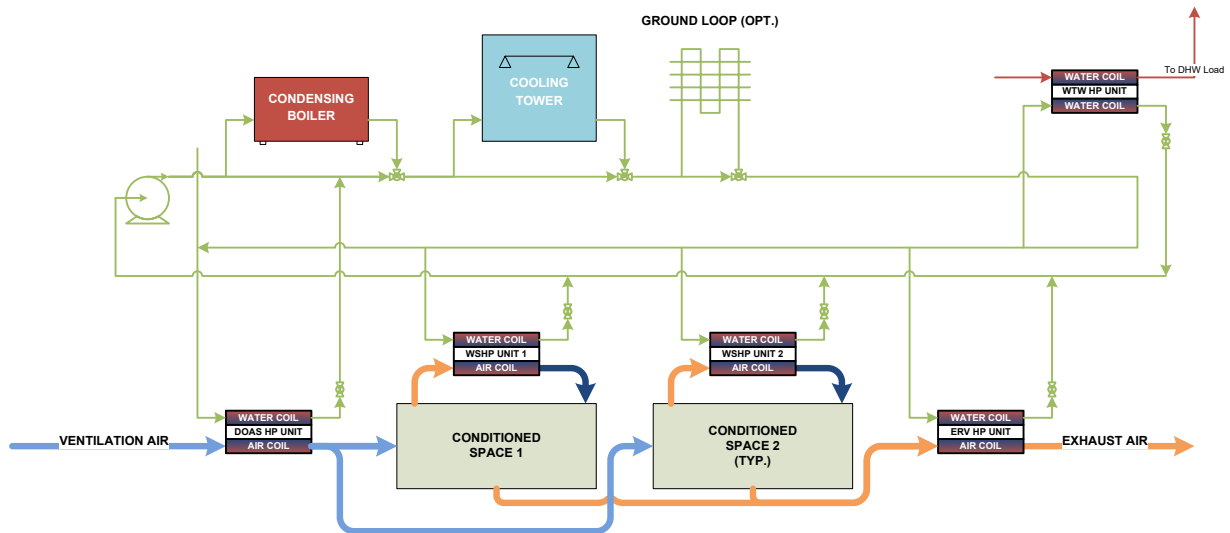 GROUND LOOP (OPT.)
To DHW Load
WATER COIL
WTW HP UNIT
WATER COIL
CONDENSING
BOILER
COOLING
TOWER
WATER COIL
WSHP UNIT 1
AIR COIL
WATER COIL
WSHP UNIT 2
AIR COIL
VENTILATION AIR
WATER COIL
DOAS HP UNIT
AIR COIL
CONDITIONED
SPACE 1
CONDITIONED
SPACE 2
(TYP.)
WATER COIL
ERV HP UNIT
AIR COIL
EXHAUST AIR